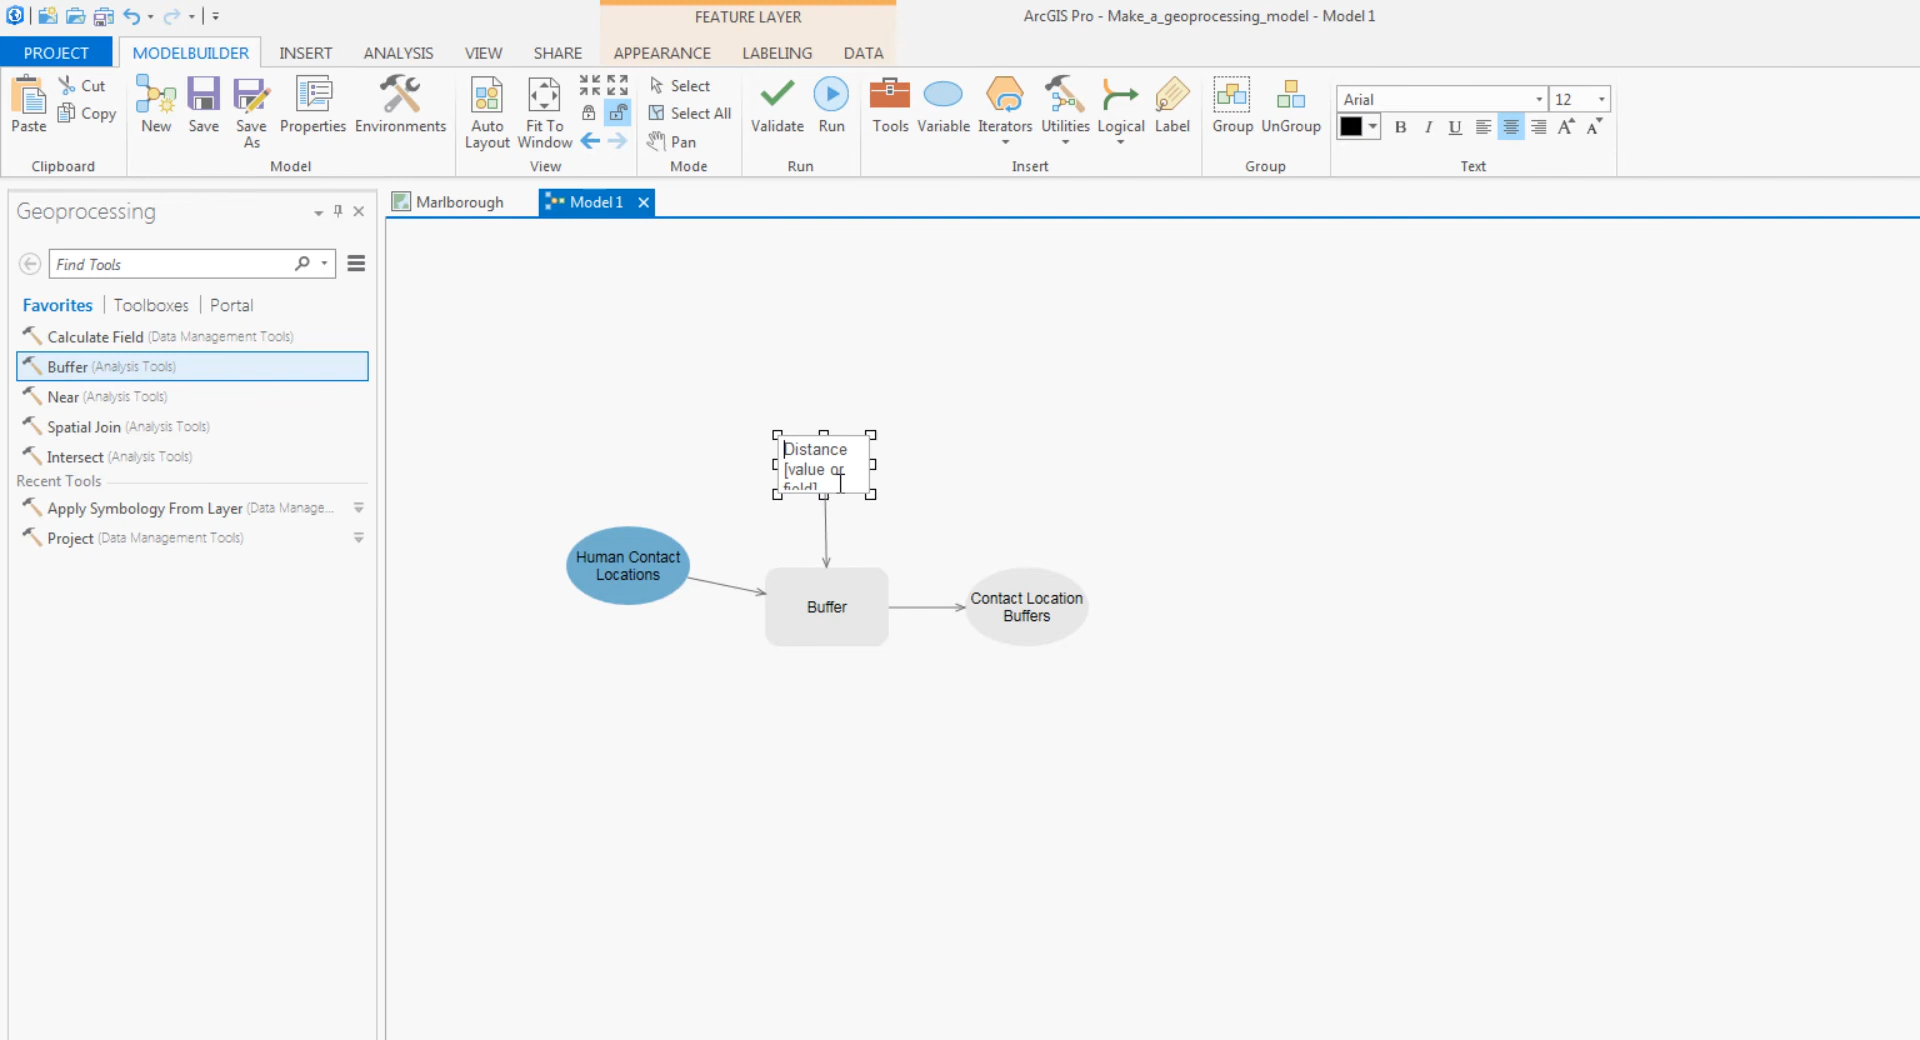 FEATURE LAYER
ArcGIS Pro - Make_a_geoprocessing_model - Model 1
PROJECT
MODELBUILDER
INSERT
ANALYSIS
VIEW
SHARE
APPEARANCE
LABELING
DATA
Paste
Cut
Copy
Clipboard
New
Save
Save
As
Properties
Environments
Model
Auto
Layout
Fit To
Window
View
Select
Select All
Pan
Mode
Validate
Run
Run
Tools
Variable
Iterators
Utilities
Logical
Label
Insert
Group
UnGroup
Group
Arial
12
B I U
A A
Text
Geoprocessing
Find Tools
Favorites
Toolboxes
Portal
Calculate Field (Data Management Tools)
Buffer (Analysis Tools)
Near (Analysis Tools)
Spatial Join (Analysis Tools)
Intersect (Analysis Tools)
Recent Tools
Apply Symbology From Layer (Data Manage...
Project (Data Management Tools)
Marlborough
Model 1
Distance
[value or
field]
Human Contact
Locations
Buffer
Contact Location
Buffers